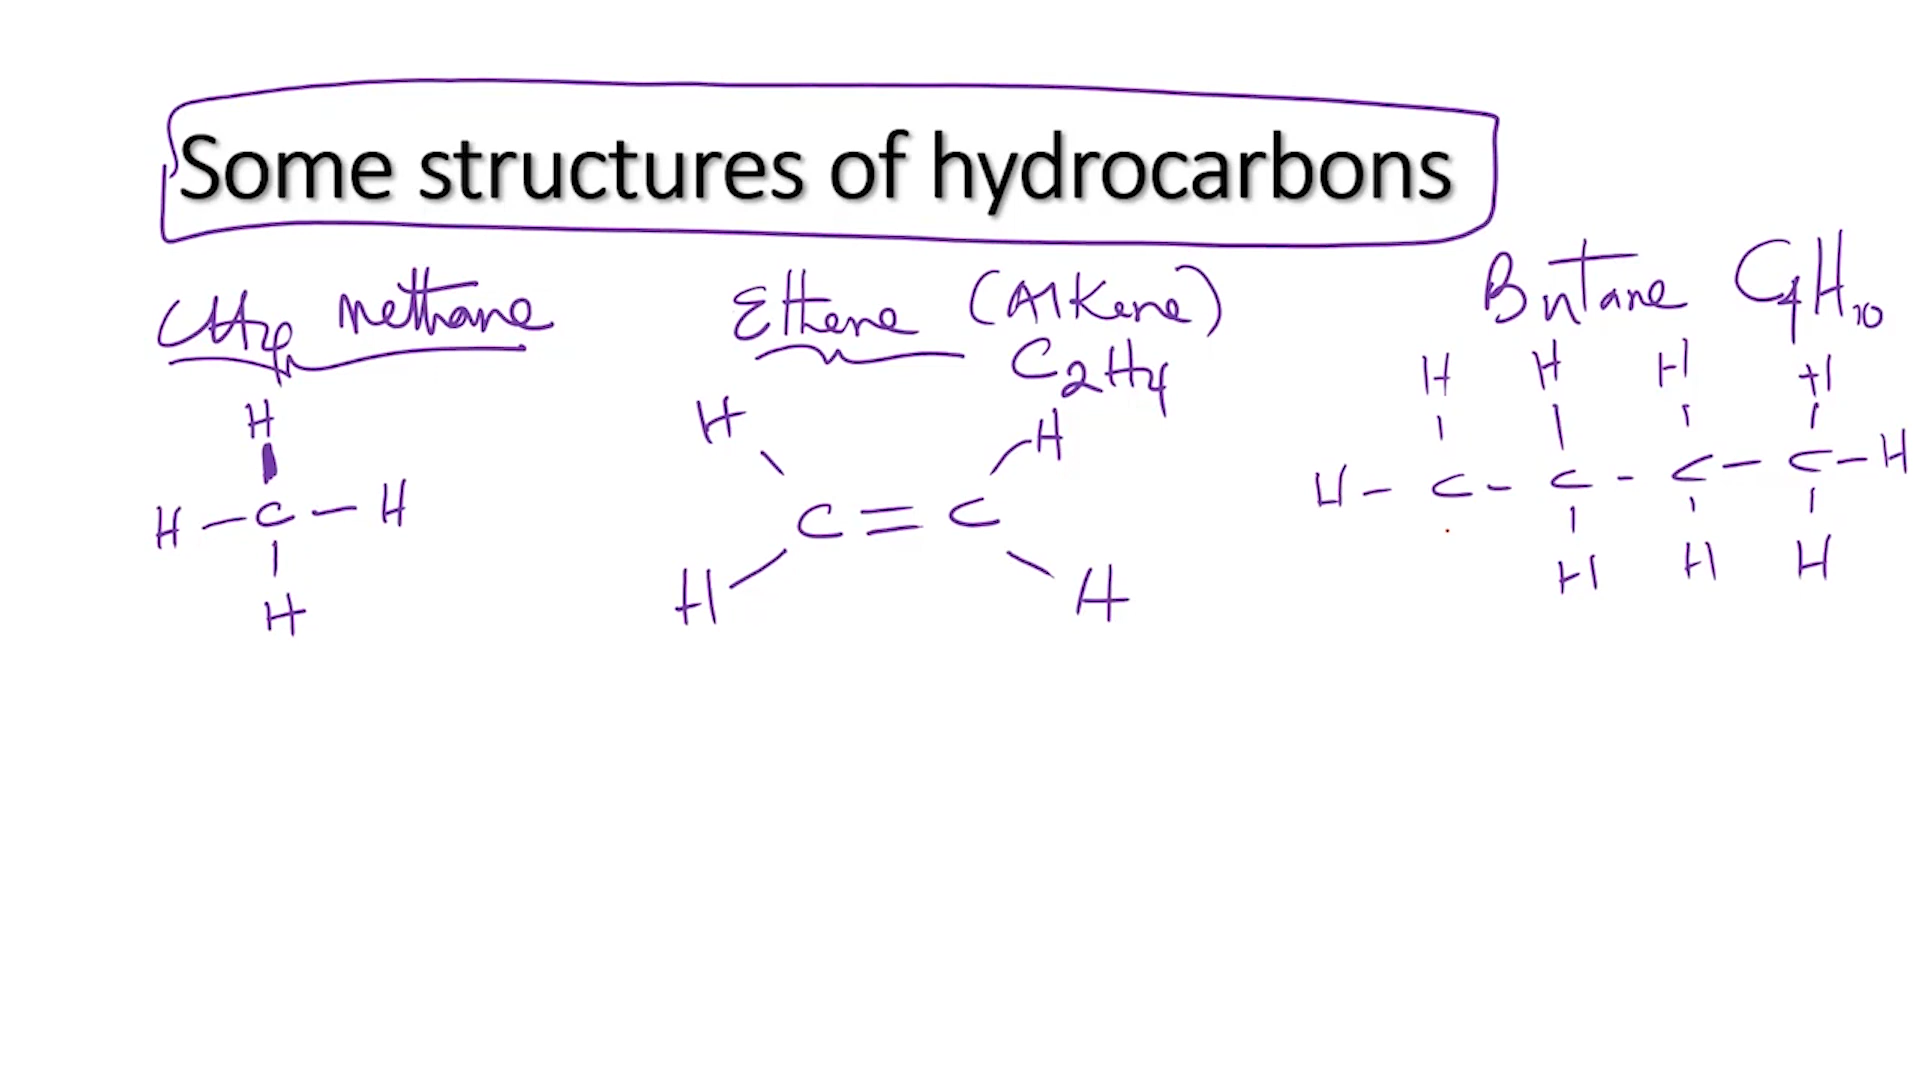 Some structures of hydrocarbons
CH4 methane
H
H - C - H
H
Ethene (Alkene)
C2H4
H H
C = C
H H
Butane C4H10
H H H H
H - C - C - C - C - H
H H H